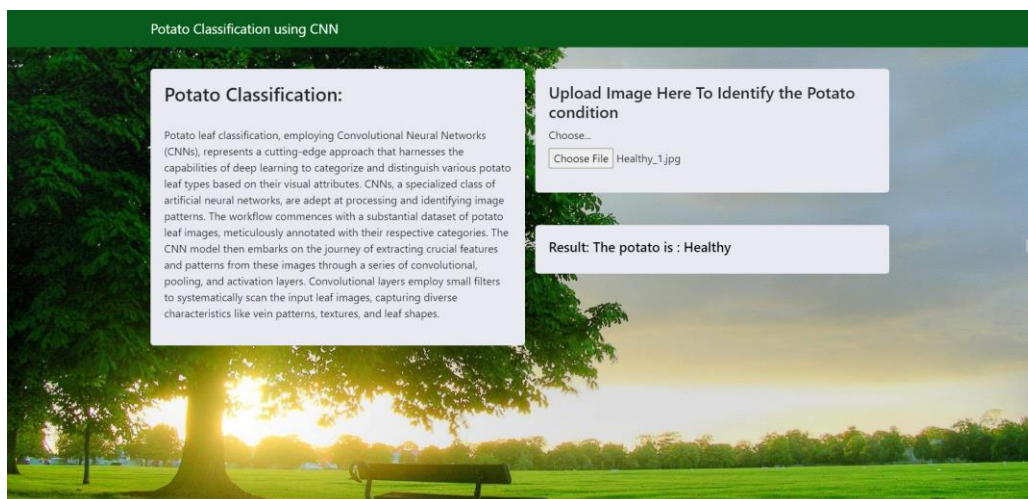 Potato Classification using CNN
Potato Classification:
Potato leaf classification, employing Convolutional Neural Networks
(CNNs), represents a cutting-edge approach that harnesses the
capabilities of deep learning to categorize and distinguish various potato
leaf types based on their visual attributes. CNNs, a specialized class of
artificial neural networks, are adept at processing and identifying image
patterns. The workflow commences with a substantial dataset of potato
leaf images, meticulously annotated with their respective categories. The
CNN model then embarks on the journey of extracting crucial features
and patterns from these images through a series of convolutional,
pooling, and activation layers. Convolutional layers employ small filters
to systematically scan the input leaf images, capturing diverse
characteristics like vein patterns, textures, and leaf shapes.
Upload Image Here To Identify the Potato
condition
Choose...
Choose File Healthy_1.jpg
Result: The potato is : Healthy